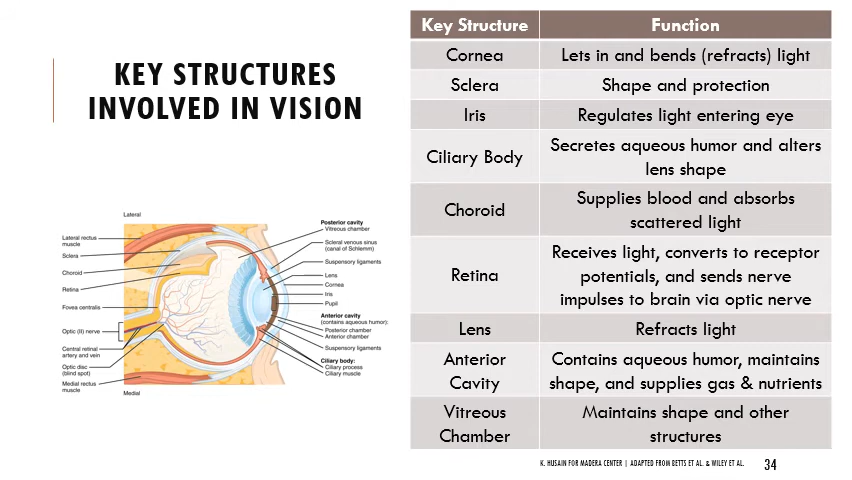 KEY STRUCTURES
INVOLVED IN VISION
Lateral
Lateral rectus
muscle
Sclera
Choroid
Retina
Fovea centralis
Optic (II) nerve
Central retinal
artery and vein
Optic disc
(blind spot)
Medial rectus
muscle
Medial
Posterior cavity
Vitreous chamber
Scleral venous sinus
(canal of Schlemm)
Suspensory ligaments
Lens
Cornea
Iris
Pupil
Anterior cavity
(contains aqueous humor):
Posterior chamber
Anterior chamber
Suspensory ligaments
Ciliary body:
Ciliary process
Ciliary muscle
Key Structure Function
Cornea Lets in and bends (refracts) light
Sclera Shape and protection
Iris Regulates light entering eye
Ciliary Body Secretes aqueous humor and alters
lens shape
Choroid Supplies blood and absorbs
scattered light
Retina Receives light, converts to receptor
potentials, and sends nerve
impulses to brain via optic nerve
Lens Refracts light
Anterior Contains aqueous humor, maintains
Cavity shape, and supplies gas & nutrients
Vitreous Maintains shape and other
Chamber structures
K. HUSAIN FOR MADERA CENTER | ADAPTED FROM BETTS ET AL. & WILEY ET AL. 34